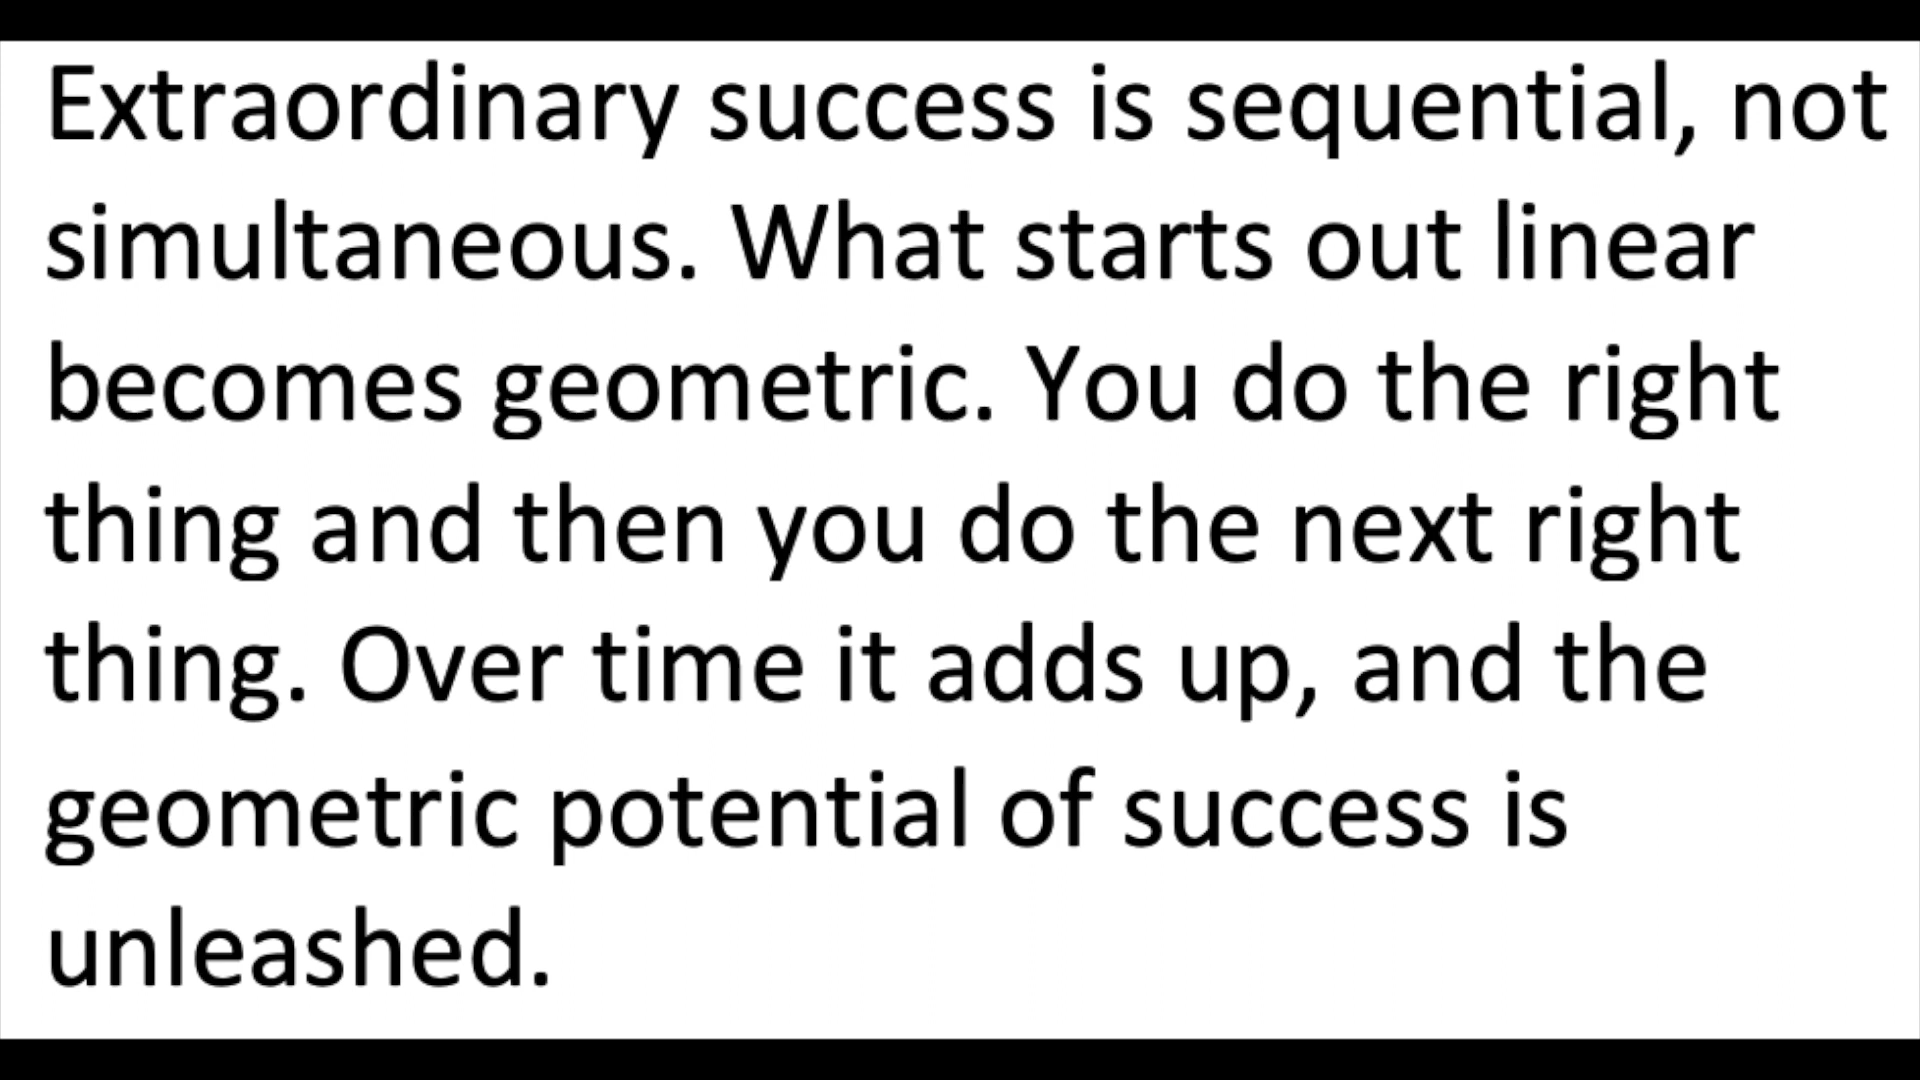 Extraordinary success is sequential, not
simultaneous. What starts out linear
becomes geometric. You do the right
thing and then you do the next right
thing. Over time it adds up, and the
geometric potential of success is
unleashed.